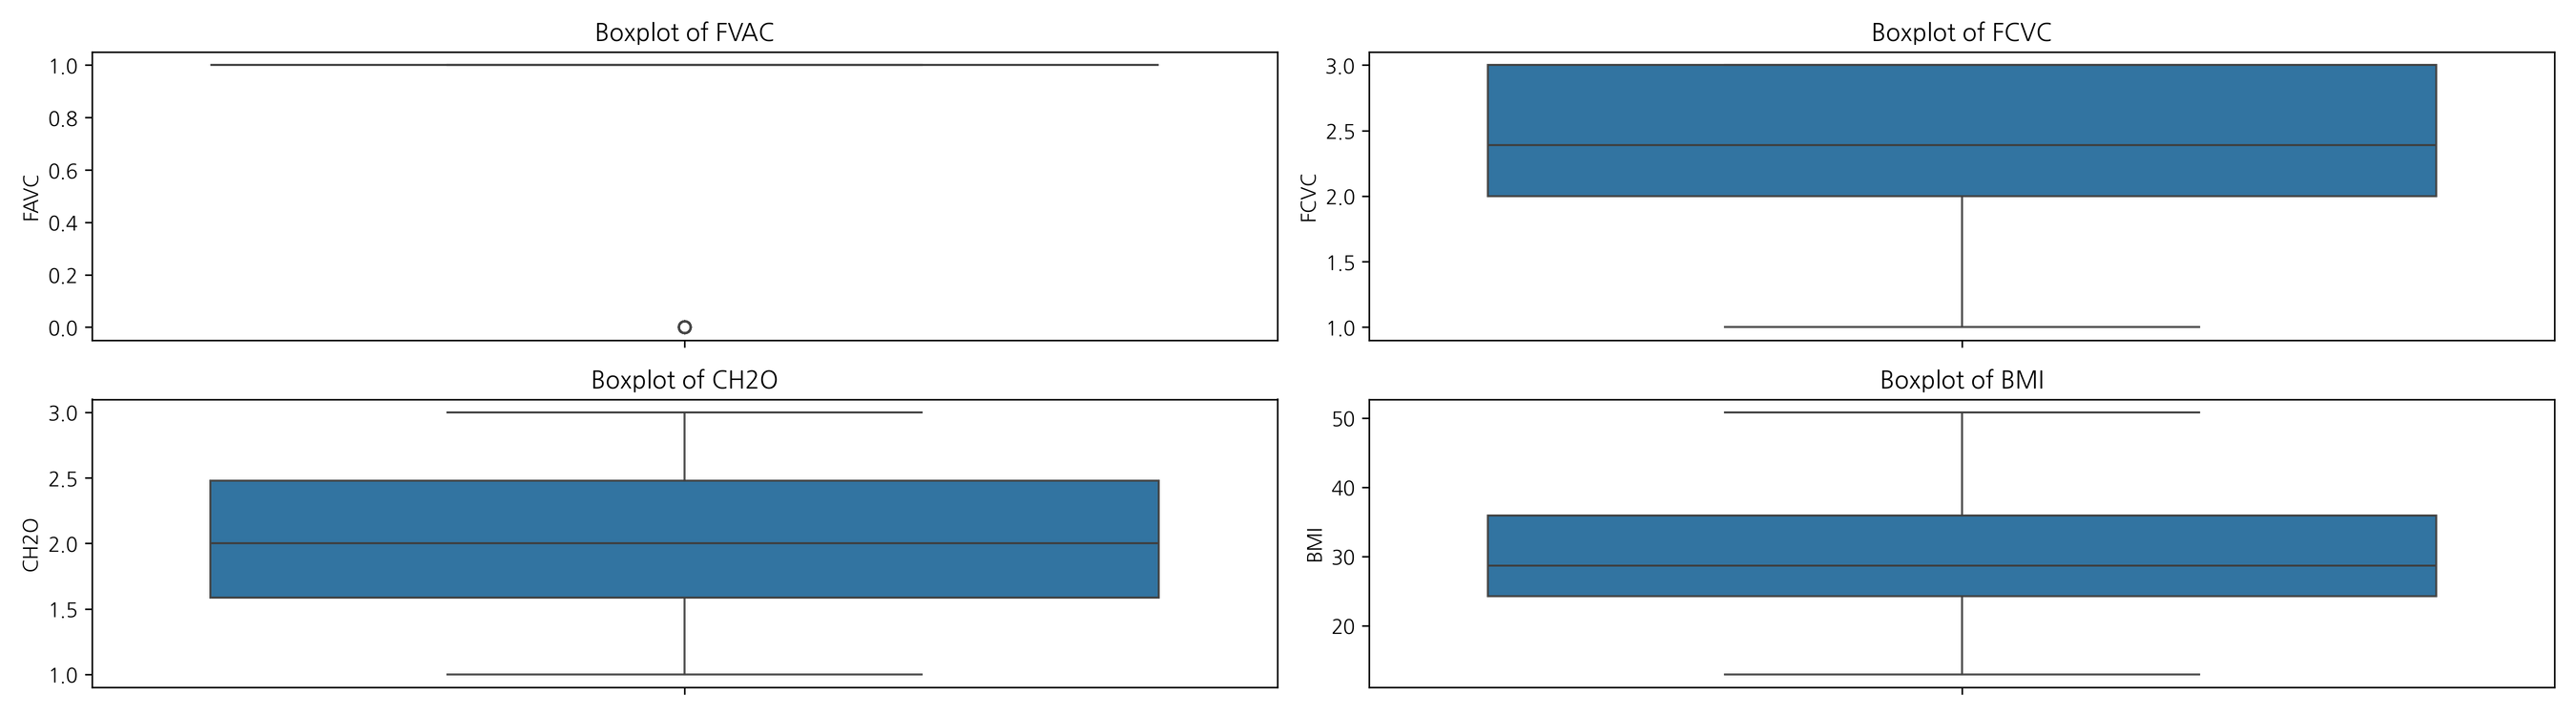 Boxplot of FVAC
1.0
0.8
0.6
0.4
0.2
0.0
FAVC
Boxplot of FCVC
3.0
2.5
2.0
1.5
1.0
FCVC
Boxplot of CH2O
3.0
2.5
2.0
1.5
1.0
CH2O
Boxplot of BMI
50
40
30
20
BMI